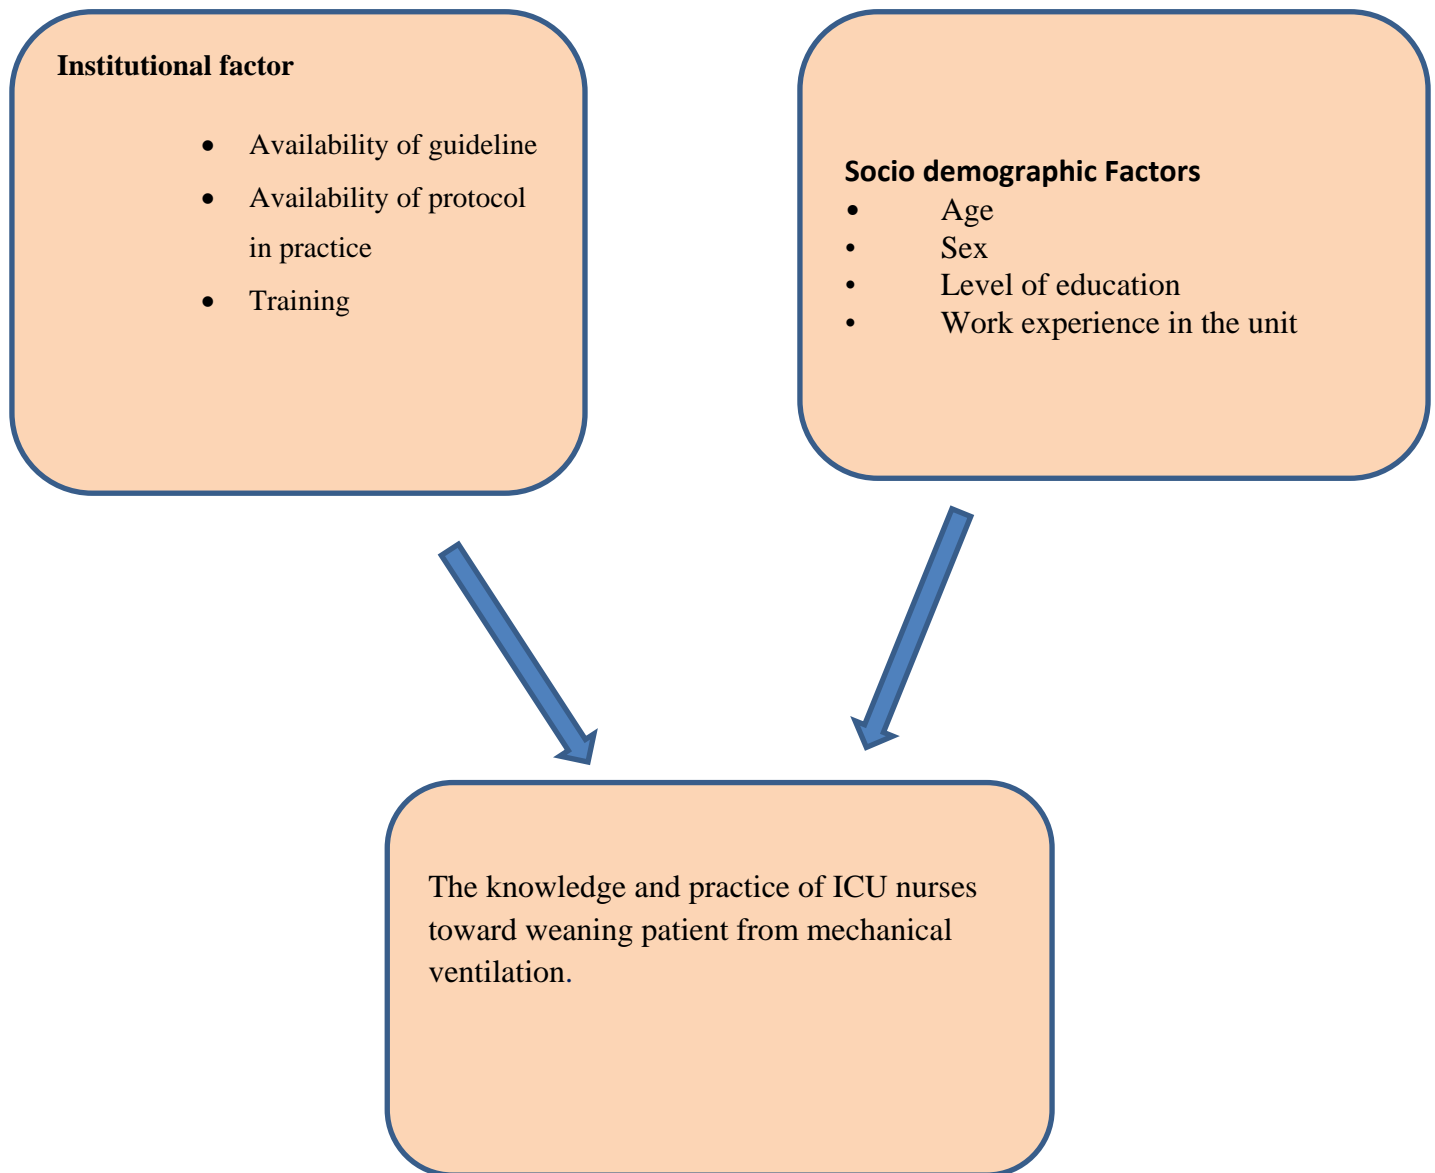 Institutional factor
• Availability of guideline
• Availability of protocol
in practice
• Training
Socio demographic Factors
• Age
• Sex
• Level of education
• Work experience in the unit
The knowledge and practice of ICU nurses
toward weaning patient from mechanical
ventilation.